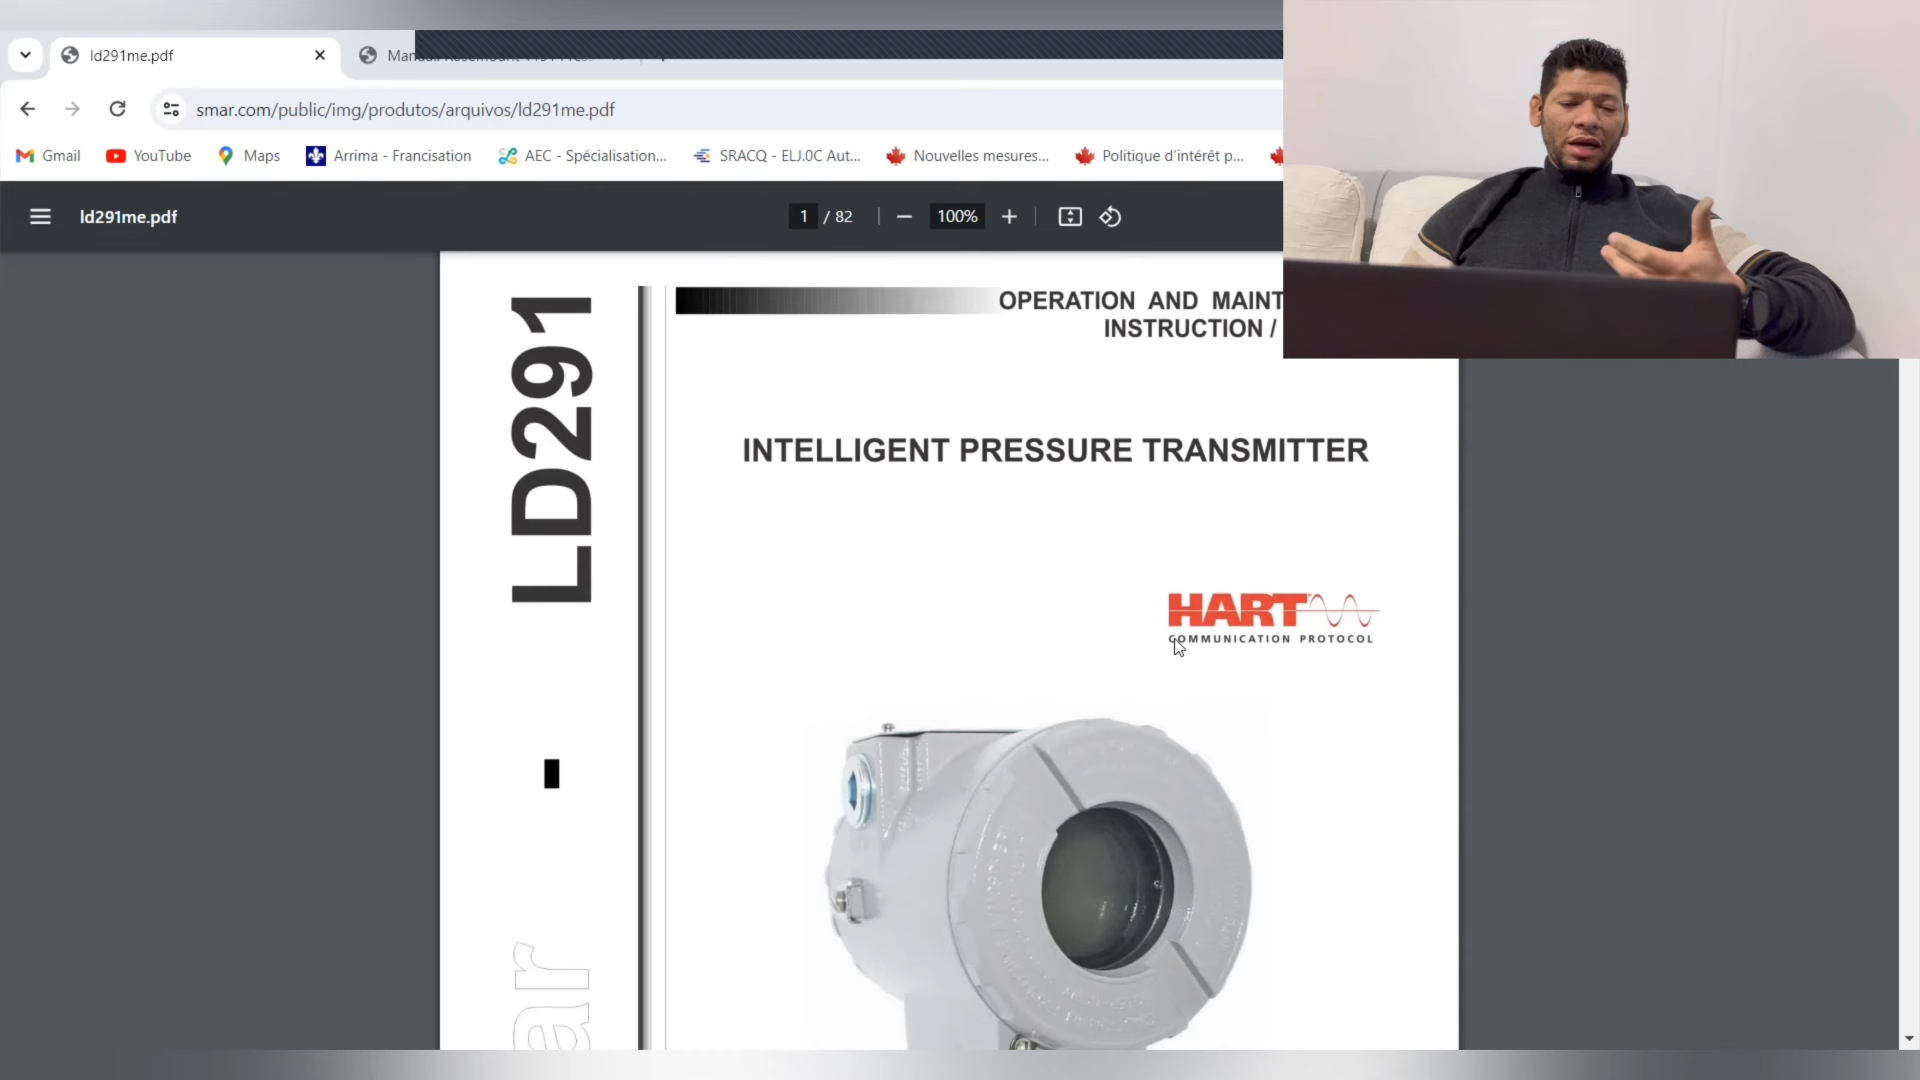 ld291me.pdf
smar.com/public/img/produtos/arquivos/ld291me.pdf
Gmail
YouTube
Maps
Arrima - Francisation
AEC - Spécialisation...
SRACQ - ELJ.0C Aut...
Nouvelles mesures...
Politique d'intérêt p...
ld291me.pdf
1 / 82
100%
OPERATION AND MAINT
INSTRUCTION /
LD291 -
INTELLIGENT PRESSURE TRANSMITTER
HART
COMMUNICATION PROTOCOL
ar